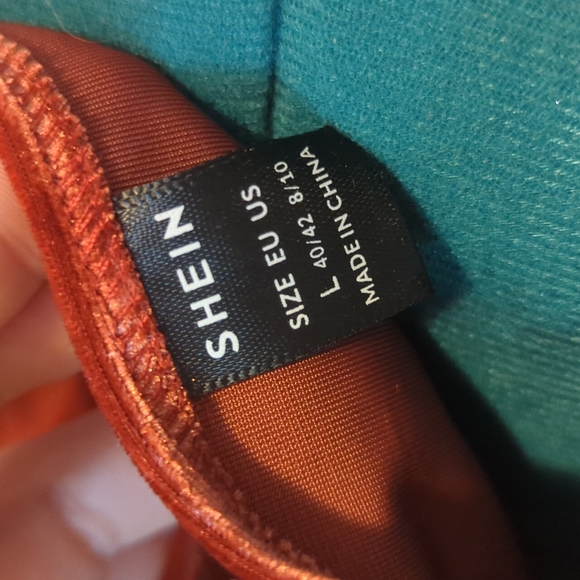 SHEIN
SIZE EU US
L 40/42 8/10
MADE IN CHINA